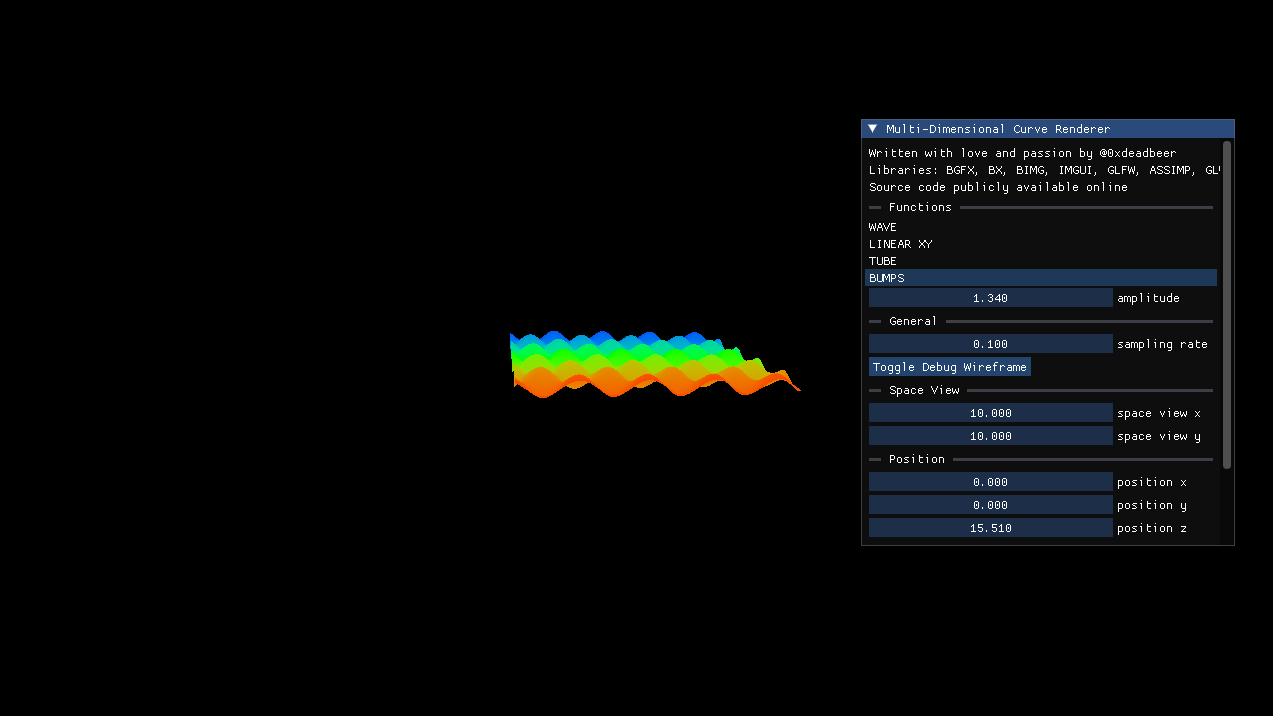 Multi-Dimensional Curve Renderer
Written with love and passion by @0xdeadbeer
Libraries: BGFX, BX, BIMG, IMGUI, GLFW, ASSIMP,
Source code publicly available online
Functions
WAVE
LINEAR XY
TUBE
BUMPS
1.340 amplitude
General
0.100 sampling rate
Toggle Debug Wireframe
Space View
10.000 space view x
10.000 space view y
Position
0.000 position x
0.000 position y
15.510 position z